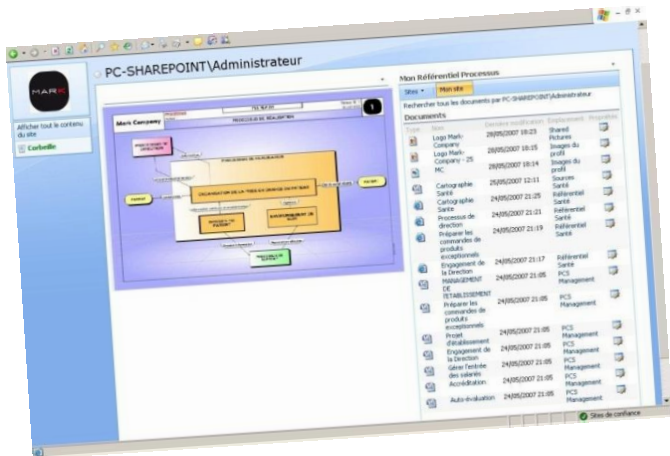 PC-SHAREPOINT\Administrateur
MARK
Afficher tout le contenu
du site
Corbeille
Mark Company
1
Mon Référentiel Processus
Sites
Mon site
Rechercher tous les documents par PC-SHAREPOINT\Administrateur
Documents
Type Nom Dernière modification Emplacement Propriétés
Logo Mark-
Company 28/05/2007 18:23 Shared
Pictures
Logo Mark-
Company - 25 28/05/2007 18:15 Images du
profil
MC 28/05/2007 18:14 Images du
profil
Cartographie
Santé 25/05/2007 12:11 Sources
Santé
Cartographie
Santé 24/05/2007 21:25 Référentiel
Santé
Processus de
direction 24/05/2007 21:21 Référentiel
Santé
Préparer les
commandes de
produits
exceptionnels 24/05/2007 21:19 Référentiel
Santé
Engagement de
la Direction 24/05/2007 21:17 Référentiel
Santé
MANAGEMENT
DE
l'ETABLISSEMENT 24/05/2007 21:05 PCS
Management
Préparer les
commandes de
produits
exceptionnels 24/05/2007 21:05 PCS
Management
Projet
d'établissement 24/05/2007 21:05 PCS
Management
Engagement de
la Direction 24/05/2007 21:05 PCS
Management
Gérer l'entrée
des salariés 24/05/2007 21:05 PCS
Management
Accréditation 24/05/2007 21:05 PCS
Management
Auto-évaluation 24/05/2007 21:05 PCS
Management
Sites de confiance